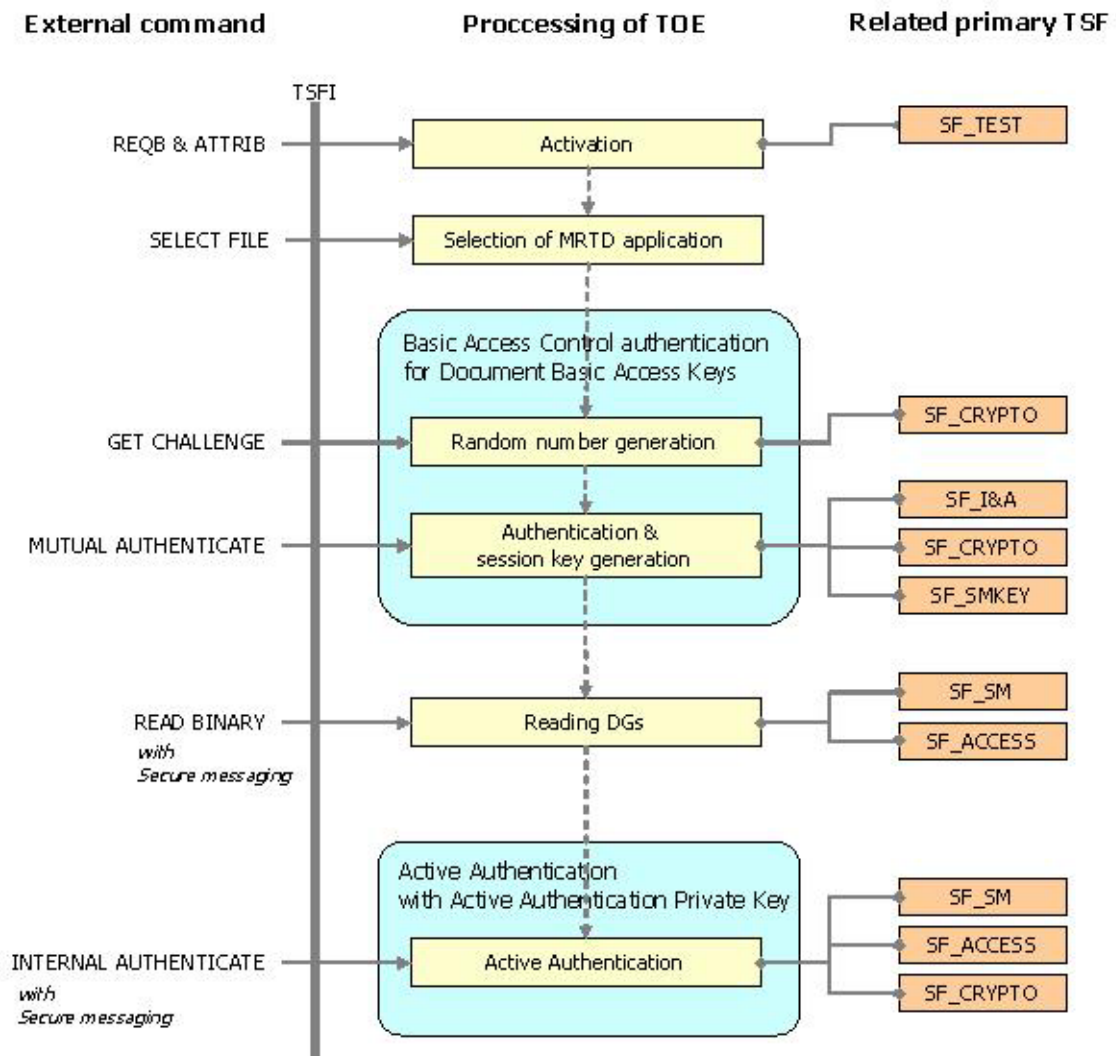 External command
Proccessing of TOE
Related primary TSF
TSFI
REQB & ATTRIB
Activation
SF_TEST
SELECT FILE
Selection of MRTD application
Basic Access Control authentication
for Document Basic Access Keys
GET CHALLENGE
Random number generation
SF_CRYPTO
MUTUAL AUTHENTICATE
Authentication &
session key generation
SF_I&A
SF_CRYPTO
SF_SMKEY
READ BINARY
with
Secure messaging
Reading DGs
SF_SM
SF_ACCESS
Active Authentication
with Active Authentication Private Key
INTERNAL AUTHENTICATE
with
Secure messaging
Active Authentication
SF_SM
SF_ACCESS
SF_CRYPTO